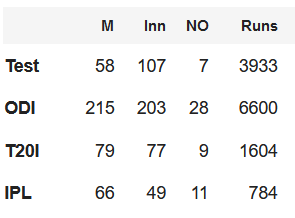 M Inn NO Runs
Test 58 107 7 3933
ODI 215 203 28 6600
T20I 79 77 9 1604
IPL 66 49 11 784